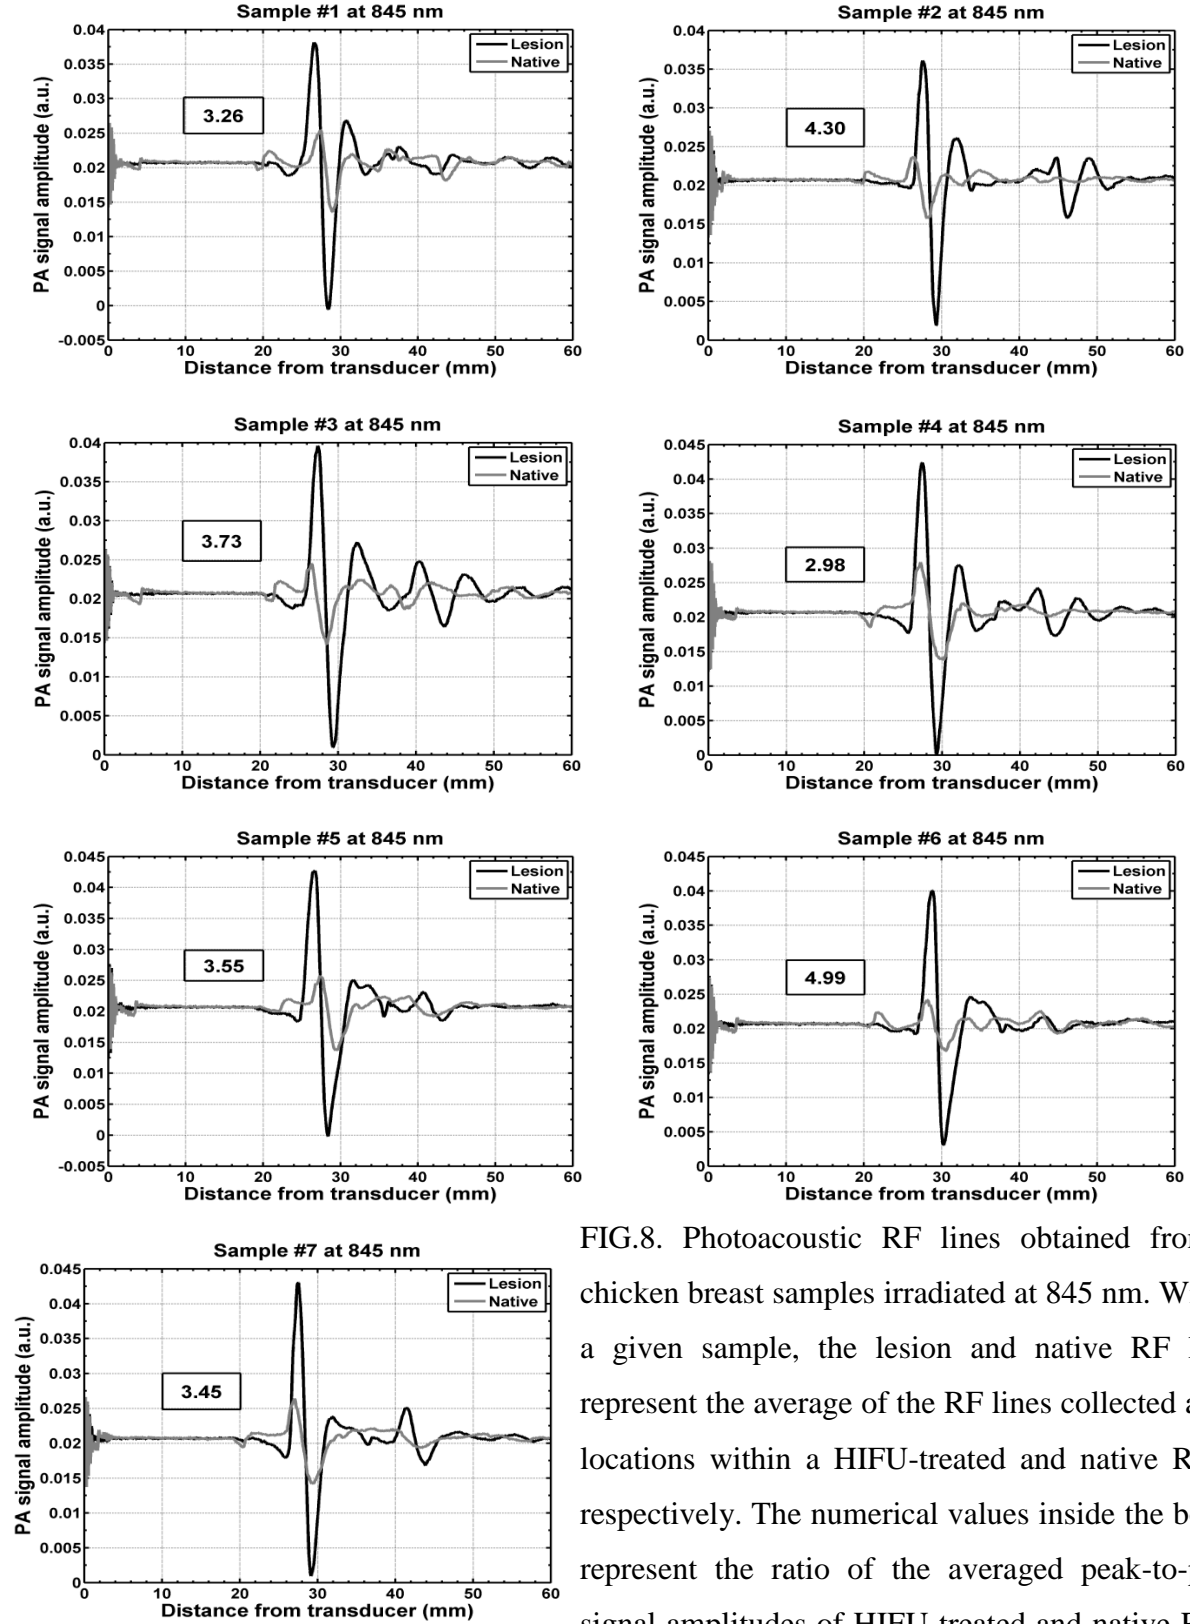 Sample #1 at 845 nm
PA signal amplitude (a.u.)
0.04
0.035
0.03
0.025
0.02
0.015
0.01
0.005
0
-0.005
3.26
Lesion
Native
0 10 20 30 40 50 60
Distance from transducer (mm)
Sample #2 at 845 nm
PA signal amplitude (a.u.)
0.04
0.035
0.03
0.025
0.02
0.015
0.01
0.005
0
4.30
Lesion
Native
0 10 20 30 40 50 60
Distance from transducer (mm)
Sample #3 at 845 nm
PA signal amplitude (a.u.)
0.04
0.035
0.03
0.025
0.02
0.015
0.01
0.005
0
3.73
Lesion
Native
0 10 20 30 40 50 60
Distance from transducer (mm)
Sample #4 at 845 nm
PA signal amplitude (a.u.)
0.045
0.04
0.035
0.03
0.025
0.02
0.015
0.01
0.005
0
2.98
Lesion
Native
0 10 20 30 40 50 60
Distance from transducer (mm)
Sample #5 at 845 nm
PA signal amplitude (a.u.)
0.045
0.04
0.035
0.03
0.025
0.02
0.015
0.01
0.005
0
-0.005
3.55
Lesion
Native
0 10 20 30 40 50 60
Distance from transducer (mm)
Sample #6 at 845 nm
PA signal amplitude (a.u.)
0.045
0.04
0.035
0.03
0.025
0.02
0.015
0.01
0.005
0
4.99
Lesion
Native
0 10 20 30 40 50 60
Distance from transducer (mm)
Sample #7 at 845 nm
PA signal amplitude (a.u.)
0.045
0.04
0.035
0.03
0.025
0.02
0.015
0.01
0.005
0
3.45
Lesion
Native
0 10 20 30 40 50 60
Distance from transducer (mm)
FIG.8. Photoacoustic RF lines obtained
chicken breast samples irradiated at 845 nm.
a given sample, the lesion and native RF
represent the average of the RF lines collected
locations within a HIFU-treated and native
respectively. The numerical values inside the
represent the ratio of the averaged
signal amplitudes of HIFU-treated and native